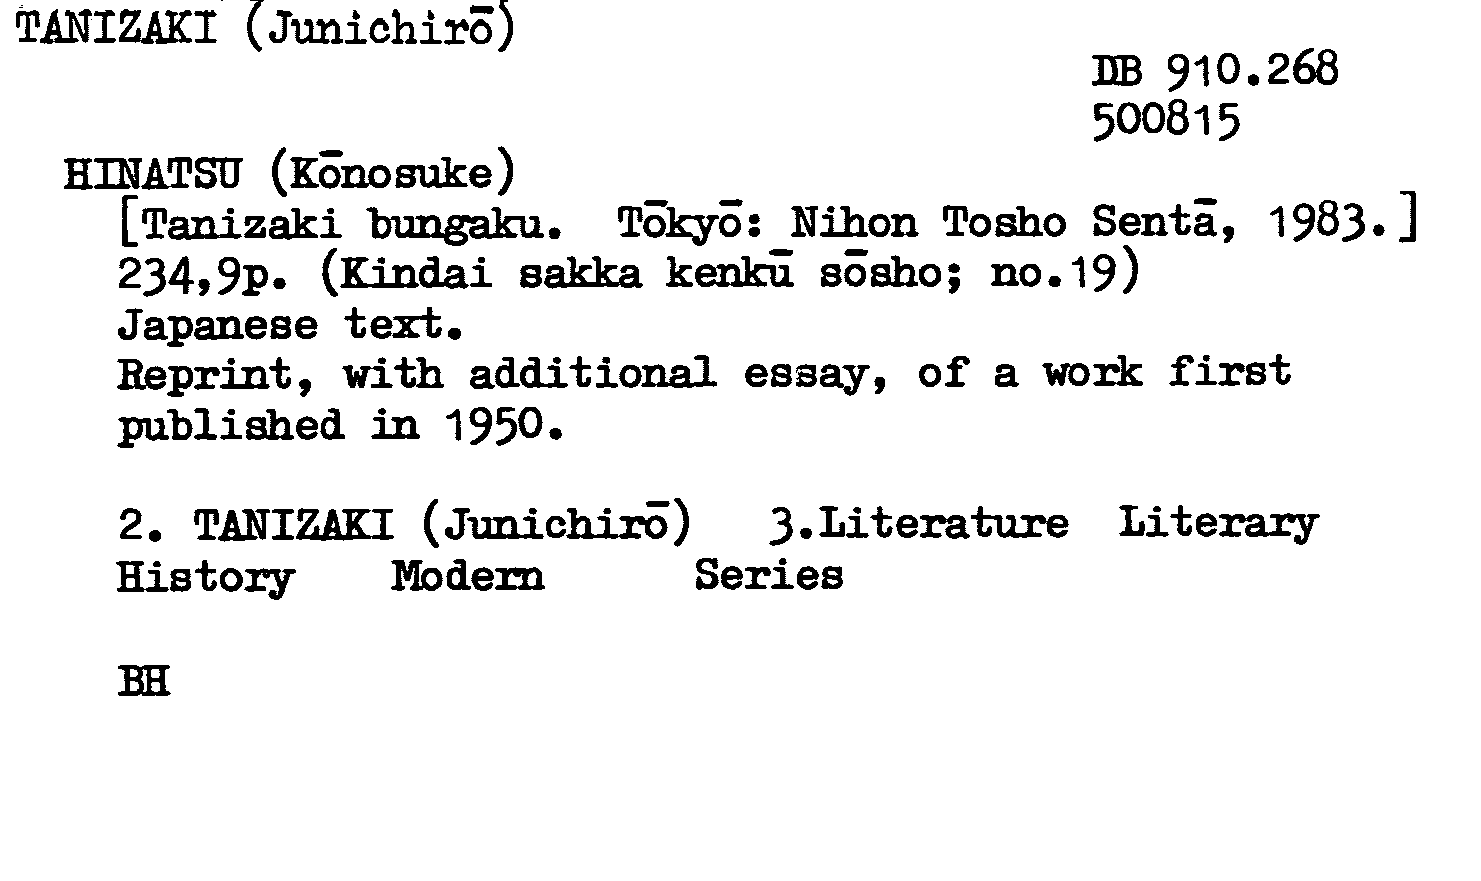 TANIZAKI (Junichirō)
DB 910.268
500815
HINATSU (Kōnosuke)
[Tanizaki bungaku. Tōkyō: Nihon Tosho Sentā, 1983.]
234,9p. (Kindai sakka kenkū sōsho; no.19)
Japanese text.
Reprint, with additional essay, of a work first
published in 1950.
2. TANIZAKI (Junichirō) 3.Literature Literary
History Modern Series
BH